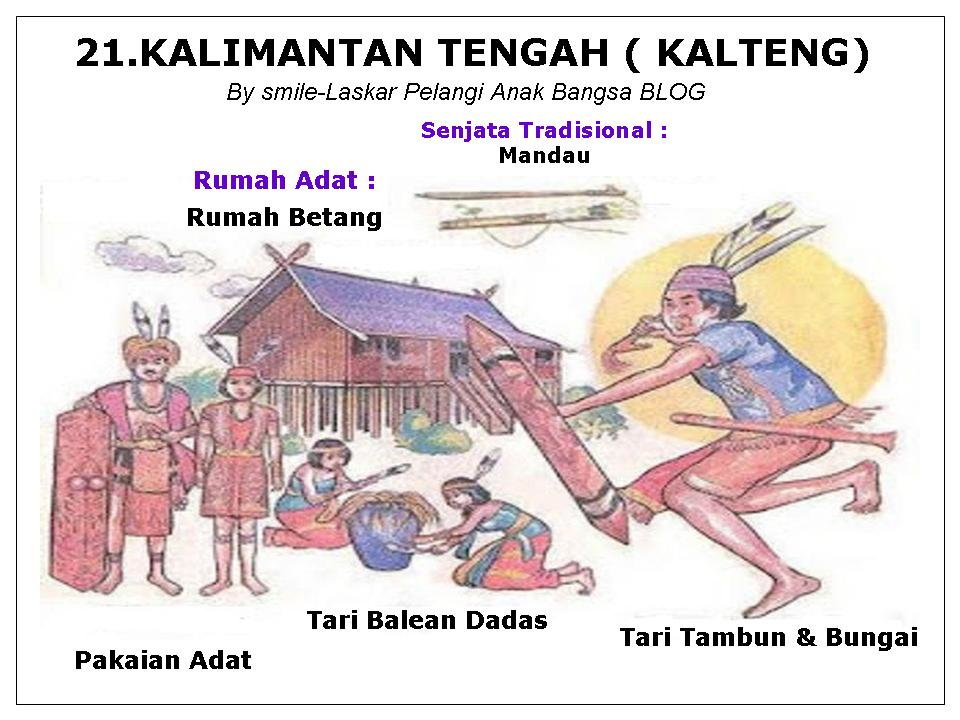 21.KALIMANTAN TENGAH ( KALTENG)
By smile-Laskar Pelangi Anak Bangsa BLOG
Senjata Tradisional :
Mandau
Rumah Adat :
Rumah Betang
Tari Balean Dadas
Tari Tambun & Bungai
Pakaian Adat